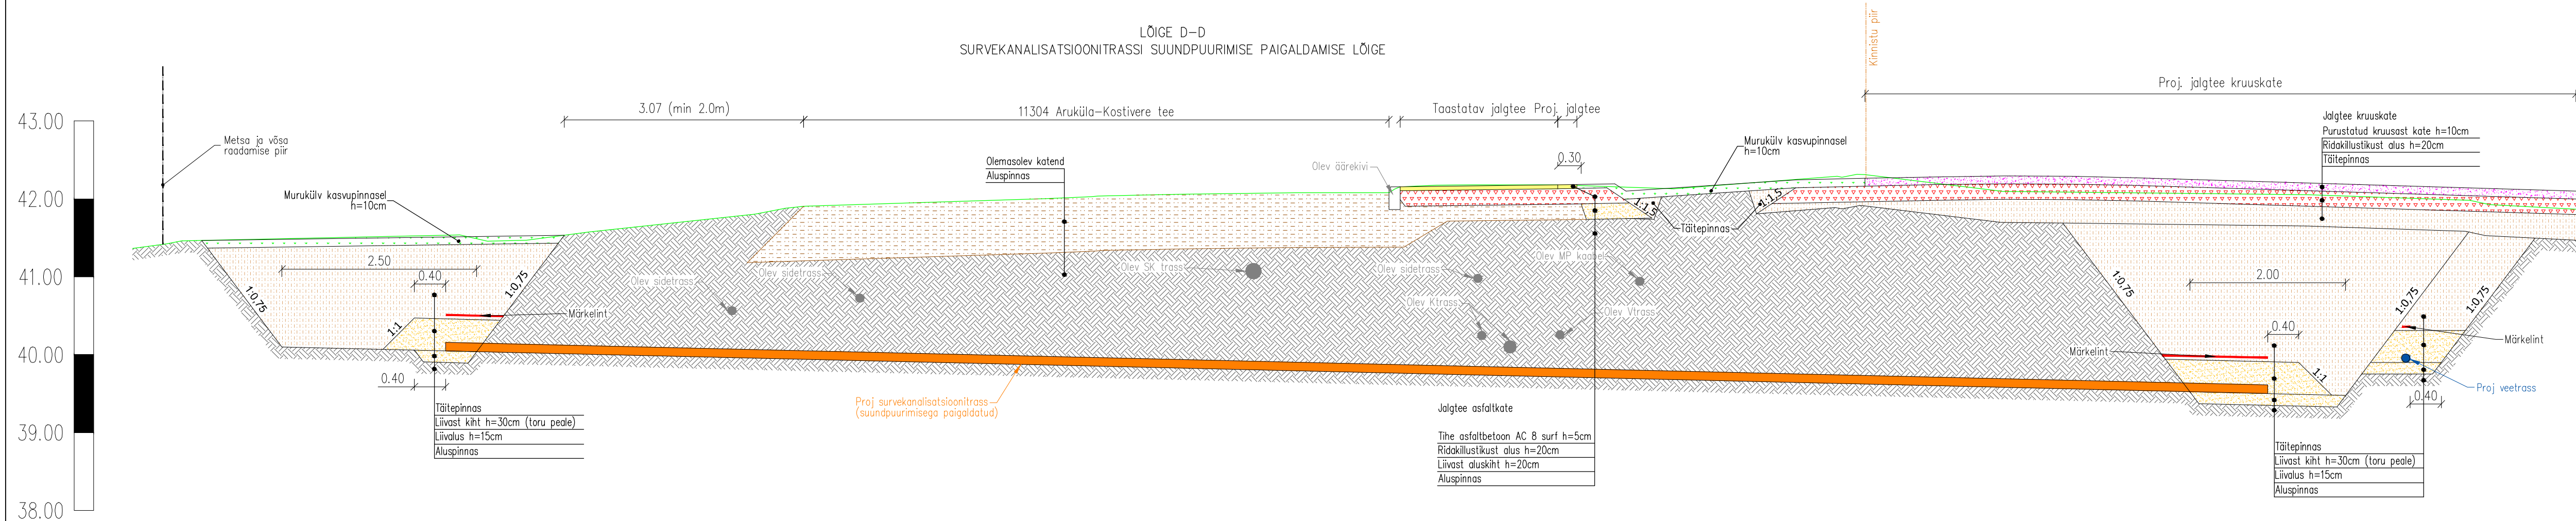 LÕIGE D-D
SURVEKANALISATSIOONITRASSI SUUNDPUURIMISE PAIGALDAMISE LÕIGE
Kinnistu piir
Proj. jalgtee kruuskate
3.07 (min 2.0m)
11304 Aruküla-Kostivere tee
Taastatav jalgtee
Proj. jalgtee
43.00
42.00
41.00
40.00
39.00
38.00
Metsa ja võsa
raadamise piir
Murukülv kasvupinnasel
h=10cm
Olemasolev katend
Aluspinnas
Olev äärekivi
0.30
Murukülv kasvupinnasel
h=10cm
Jalgtee kruuskate
Purustatud kruusast kate h=10cm
Ridakillustikust alus h=20cm
Täitepinnas
1:1,5
1:1,5
Täitepinnas
2.50
0.40
1:0,75
1:0,75
1:1
Märkelint
0.40
Olev sidetrass
Olev sidetrass
Olev SK trass
Olev sidetrass
Olev MP kaabel
Olev Ktrass
Olev Vtrass
1:0,75
2.00
1:0,75
1:0,75
0.40
Märkelint
Märkelint
1:1
Proj veetrass
0.40
Proj survekanalisatsioonitrass
(suundpuurimisega paigaldatud)
Täitepinnas
Liivast kiht h=30cm (toru peale)
Liivalus h=15cm
Aluspinnas
Jalgtee asfaltkate
Tihe asfaltbetoon AC 8 surf h=5cm
Ridakillustikust alus h=20cm
Liivast aluskiht h=20cm
Aluspinnas
Täitepinnas
Liivast kiht h=30cm (toru peale)
Liivalus h=15cm
Aluspinnas